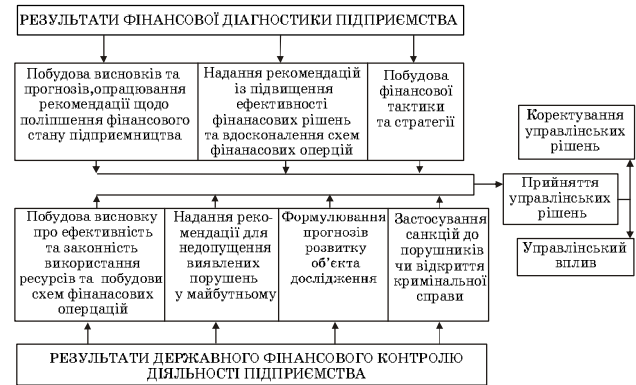 РЕЗУЛЬТАТИ ФІНАНСОВОЇ ДІАГНОСТИКИ ПІДПРИЄМСТВА
Побудова висновків та
прогнозів,опрацювання
рекомендації щодо
поліпшення фінансового
стану підприємництва
Надання рекомендацій
із підвищення
ефективності
фінанасових рішень
та вдосконалення схем
фінанасових оперцій
Побудова
фінансової
тактики
та стратегії
Коректування
управлінських
рішень
Прийняття
управлінських
рішень
Управлінський
вплив
Побудова висновку
про ефективність
та законність
використання
ресурсів та побудови
схем фінанасових
оперцацій
Надання реко-
мендації для
недопущення
виявлених
порушень
у майбутньому
Формулювання
прогнозів
розвитку
об’єкта
дослідження
Застосування
санкцій до
порушників
чи відкриття
кримінальної
справи
РЕЗУЛЬТАТИ ДЕРЖАВНОГО ФІНАНСОВОГО КОНТРОЛЮ
ДІЯЛЬНОСТІ ПІДПРИЄМСТВА